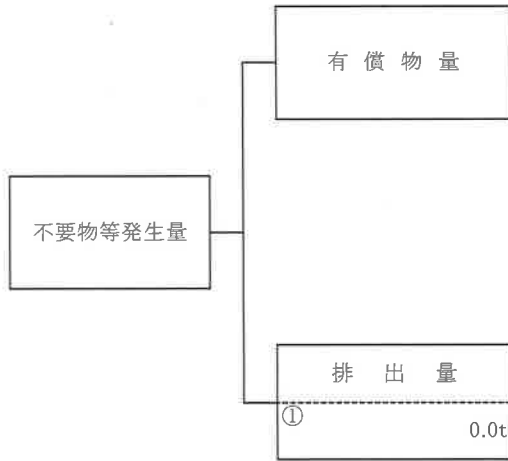 有償物量
不要物等発生量
排出量
①
0.0t